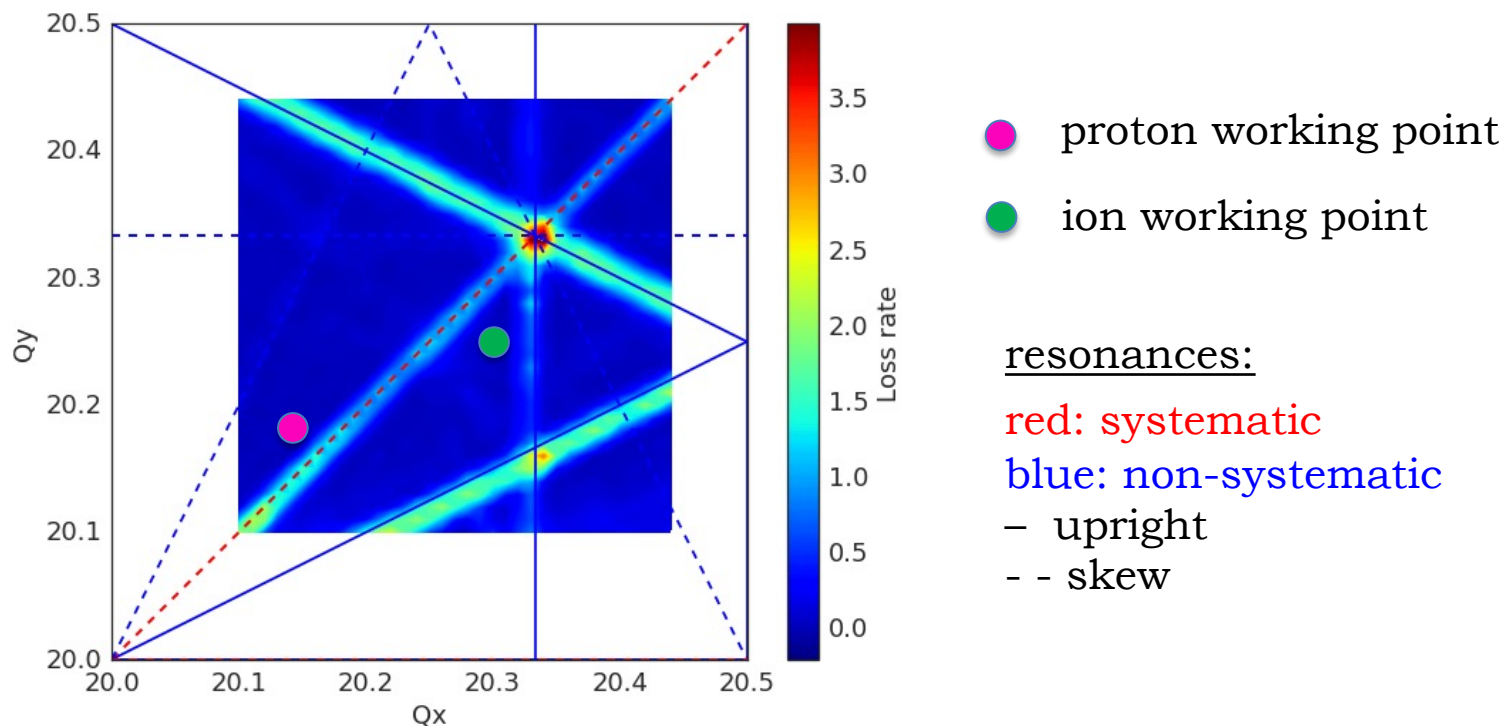 20.5
20.4
20.3
20.2
20.1
20.0
Qy
20.0 20.1 20.2 20.3 20.4 20.5
Qx
3.5
3.0
2.5
2.0
1.5
1.0
0.5
0.0
Loss rate
proton working point
ion working point
resonances:
red: systematic
blue: non-systematic
– upright
- - skew